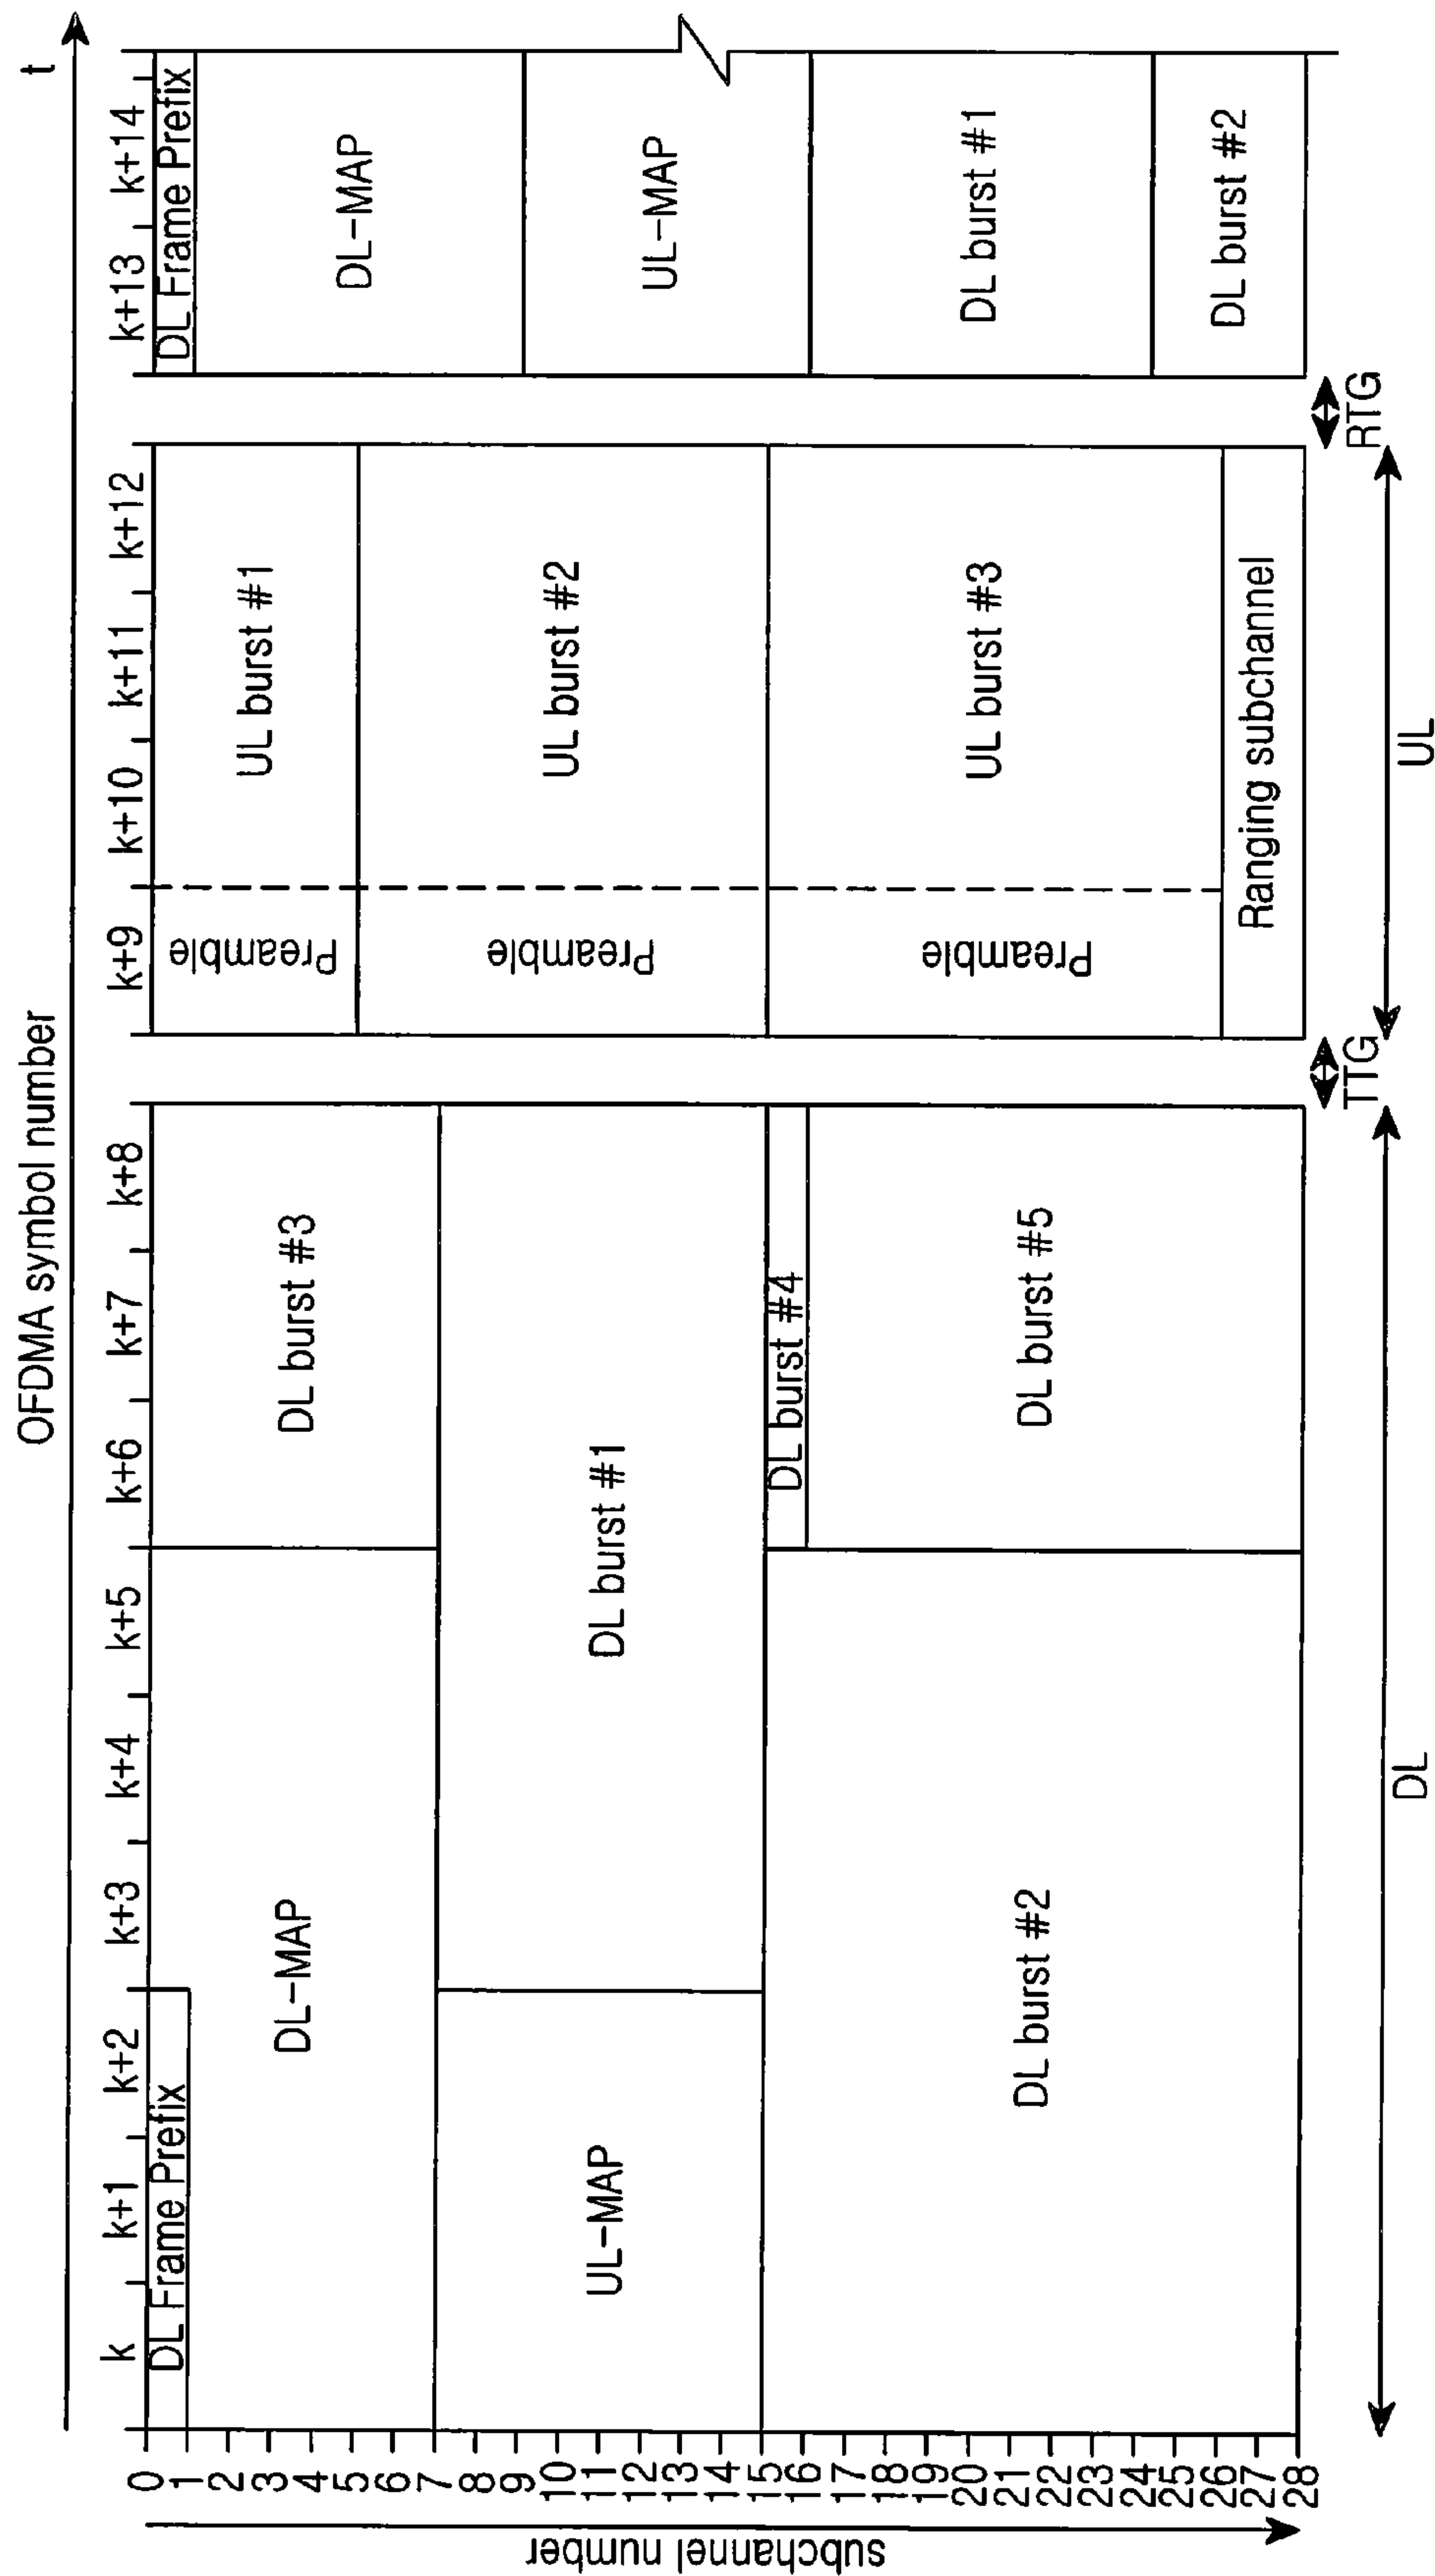 OFDMA symbol number
t
k
k+1
k+2
k+3
k+4
k+5
k+6
k+7
k+8
k+9
k+10
k+11
k+12
k+13
k+14
subchannel number
0
1
2
3
4
5
6
7
8
9
10
11
12
13
14
15
16
17
18
19
20
21
22
23
24
25
26
27
28
DL Frame Prefix
DL-MAP
UL-MAP
DL burst #3
DL burst #1
DL burst #2
DL burst #4
DL burst #5
Preamble
UL burst #1
Preamble
UL burst #2
Preamble
UL burst #3
Ranging subchannel
DL Frame Prefix
DL-MAP
UL-MAP
DL burst #1
DL burst #2
TTG
RTG
DL
UL